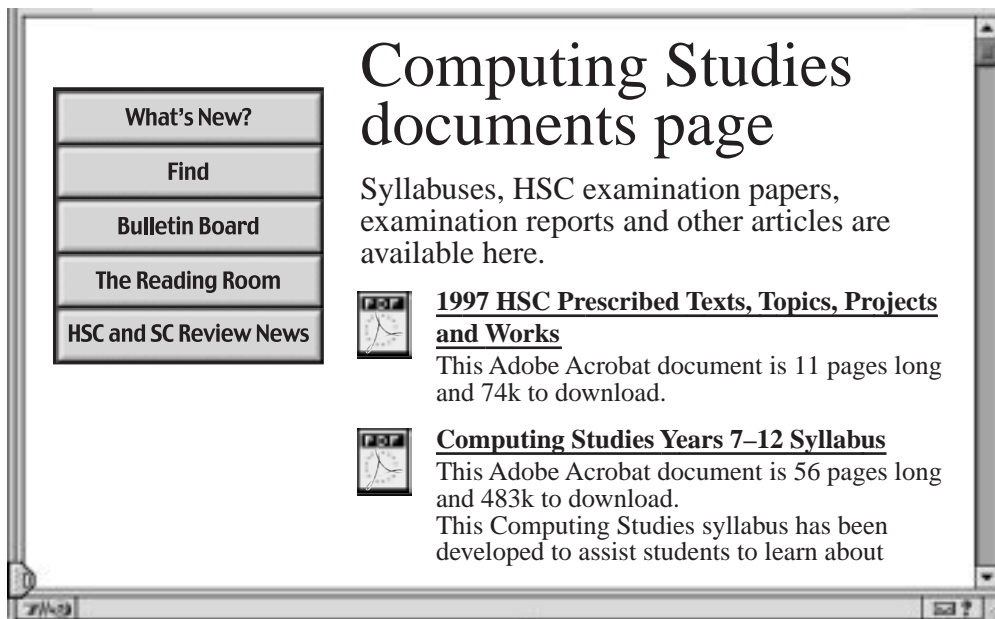 Computing Studies
documents page
What's New?
Find
Bulletin Board
The Reading Room
HSC and SC Review News
Syllabuses, HSC examination papers,
examination reports and other articles are
available here.
PDF
1997 HSC Prescribed Texts, Topics, Projects
and Works
This Adobe Acrobat document is 11 pages long
and 74k to download.
PDF
Computing Studies Years 7–12 Syllabus
This Adobe Acrobat document is 56 pages long
and 483k to download.
This Computing Studies syllabus has been
developed to assist students to learn about
?